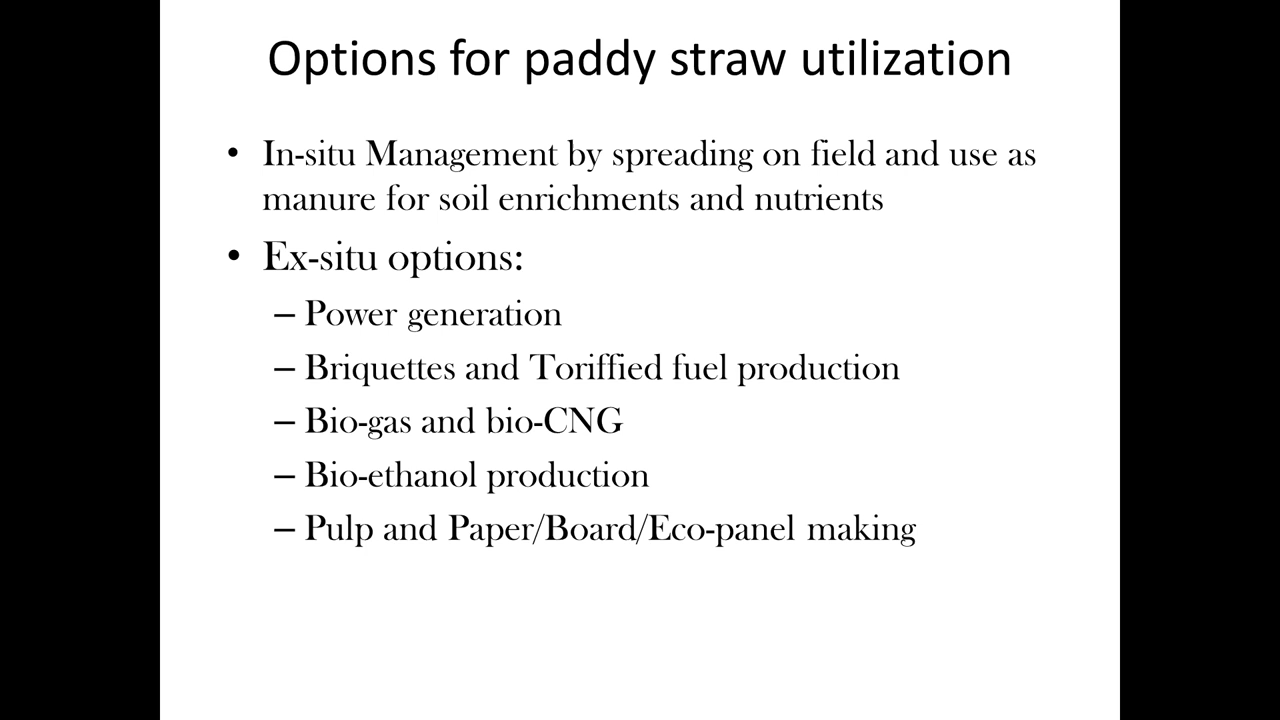 Options for paddy straw utilization
• In-situ Management by spreading on field and use as
manure for soil enrichments and nutrients
• Ex-situ options:
– Power generation
– Briquettes and Toriffied fuel production
– Bio-gas and bio-CNG
– Bio-ethanol production
– Pulp and Paper/Board/Eco-panel making